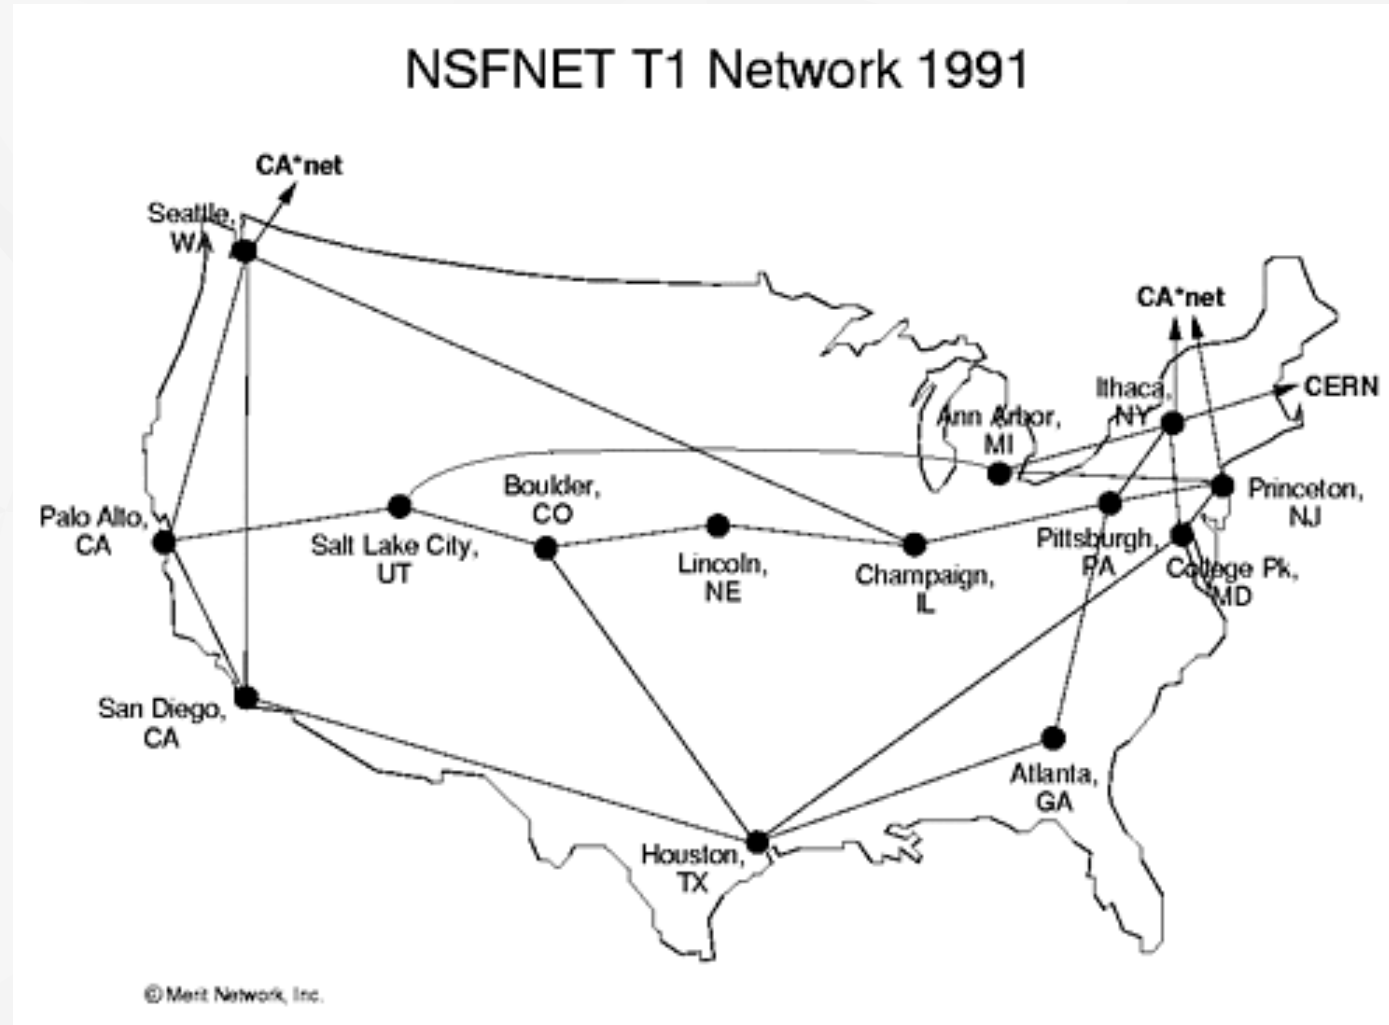 NSFNET T1 Network 1991
CA*net
Seattle,
WA
CA*net
Ithaca,
NY
CERN
Ann Arbor,
MI
Boulder,
CO
Princeton,
NJ
Palo Alto,
CA
Salt Lake City,
UT
Lincoln,
NE
Champaign,
IL
Pittsburgh,
PA
College Pk,
MD
San Diego,
CA
Atlanta,
GA
Houston,
TX
© Merit Network, Inc.